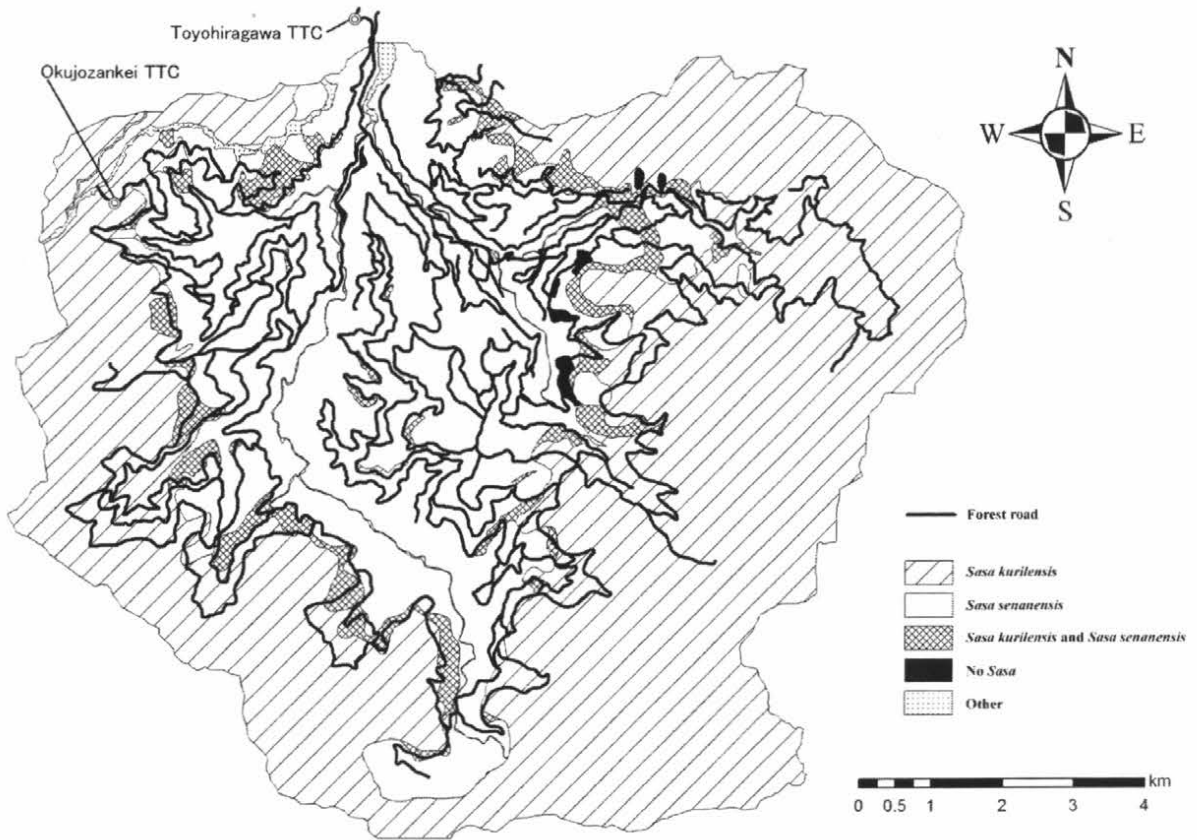 Toyohiragawa TTC
Okujozankei TTC
N
W E
S
Forest road
Sasa kurilensis
Sasa senanensis
Sasa kurilensis and Sasa senanensis
No Sasa
Other
km
0 0.5 1 2 3 4